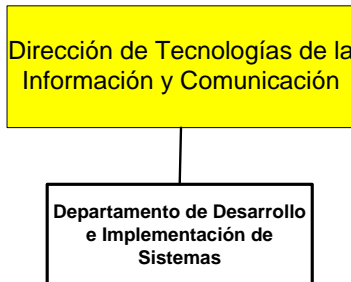 Dirección de Tecnologías de la
Información y Comunicación
Departamento de Desarrollo
e Implementación de
Sistemas